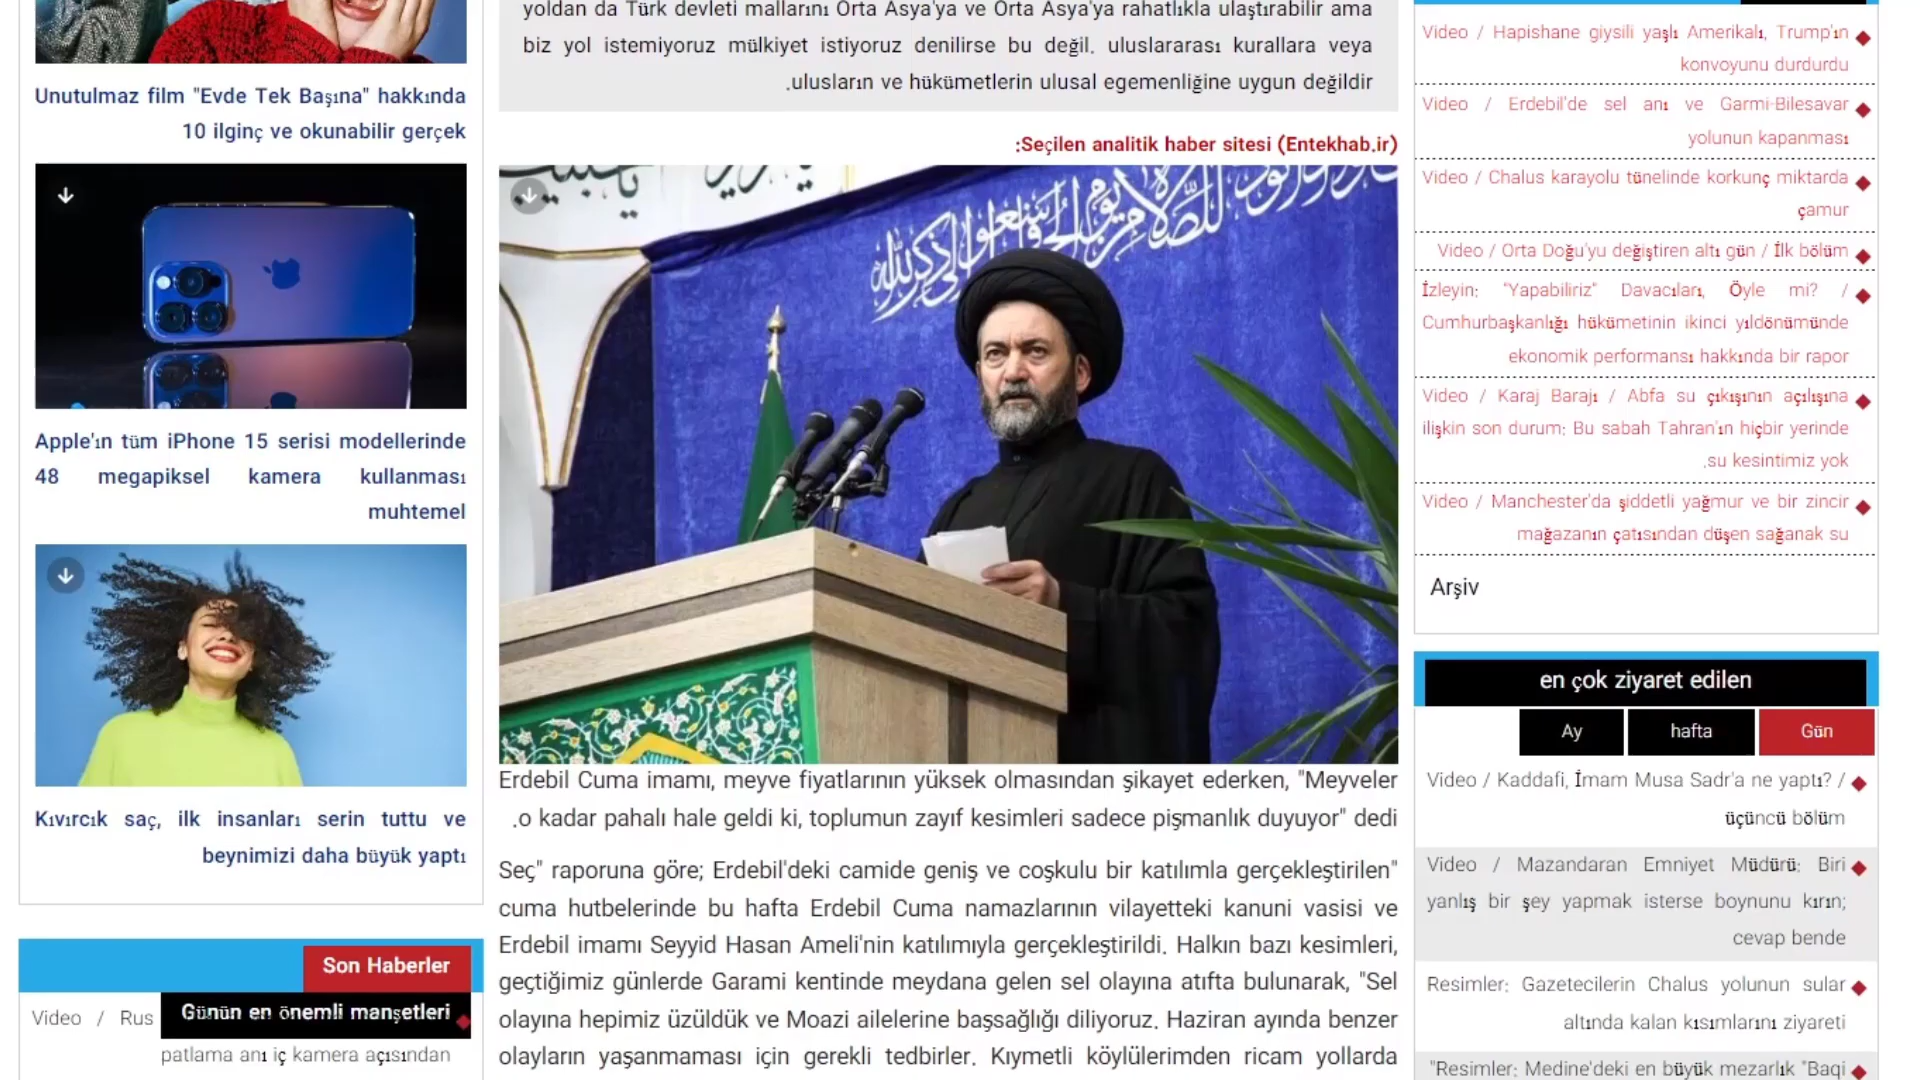 Unutulmaz film "Evde Tek Başına" hakkında
10 ilginç ve okunabilir gerçek
Apple'ın tüm iPhone 15 serisi modellerinde
48 megapiksel kamera kullanması
muhtemel
Kıvırcık saç, ilk insanları serin tuttu ve
beynimizi daha büyük yaptı
Son Haberler
Günün en önemli manşetleri
Video / Rus
patlama anı iç kamera açısından
yoldan da Türk devleti mallarını Orta Asya'ya ve Orta Asya'ya rahatlıkla ulaştırabilir ama
biz yol istemiyoruz mülkiyet istiyoruz denilirse bu değil. uluslararası kurallara veya
.ulusların ve hükümetlerin ulusal egemenliğine uygun değildir
:Seçilen analitik haber sitesi (Entekhab.ir)
Erdebil Cuma imamı, meyve fiyatlarının yüksek olmasından şikayet ederken, "Meyveler
.o kadar pahalı hale geldi ki, toplumun zayıf kesimleri sadece pişmanlık duyuyor" dedi
Seç" raporuna göre; Erdebil'deki camide geniş ve coşkulu bir katılımla gerçekleştirilen"
cuma hutbelerinde bu hafta Erdebil Cuma namazlarının vilayetteki kanuni vasisi ve
Erdebil imamı Seyyid Hasan Ameli'nin katılımıyla gerçekleştirildi. Halkın bazı kesimleri,
geçtiğimiz günlerde Garami kentinde meydana gelen sel olayına atıfta bulunarak, "Sel
olayına hepimiz üzüldük ve Moazi ailelerine başsağlığı diliyoruz. Haziran ayında benzer
olayların yaşanmaması için gerekli tedbirler. Kıymetli köylülerimden ricam yollarda
Video / Hapishane giysili yaşlı Amerikalı, Trump'ın
konvoyunu durdurdu
Video / Erdebil'de sel anı ve Garmi-Bilesavar
yolunun kapanması
Video / Chalus karayolu tünelinde korkunç miktarda
çamur
Video / Orta Doğu'yu değiştiren altı gün / İlk bölüm
İzleyin: "Yapabiliriz" Davacıları, Öyle mi? /
Cumhurbaşkanlığı hükümetinin ikinci yıldönümünde
ekonomik performansı hakkında bir rapor
Video / Karaj Barajı / Abfa su çıkışının açılışına
ilişkin son durum: Bu sabah Tahran'ın hiçbir yerinde
.su kesintimiz yok
Video / Manchester'da şiddetli yağmur ve bir zincir
mağazanın çatısından düşen sağanak su
Arşiv
en çok ziyaret edilen
Ay hafta Gün
Video / Kaddafi, İmam Musa Sadr'a ne yaptı? /
üçüncü bölüm
Video / Mazandaran Emniyet Müdürü: Biri
yanlış bir şey yapmak isterse boynunu kırın;
cevap bende
Resimler: Gazetecilerin Chalus yolunun sular
altında kalan kısımlarını ziyareti
"Resimler: Medine'deki en büyük mezarlık "Baqi